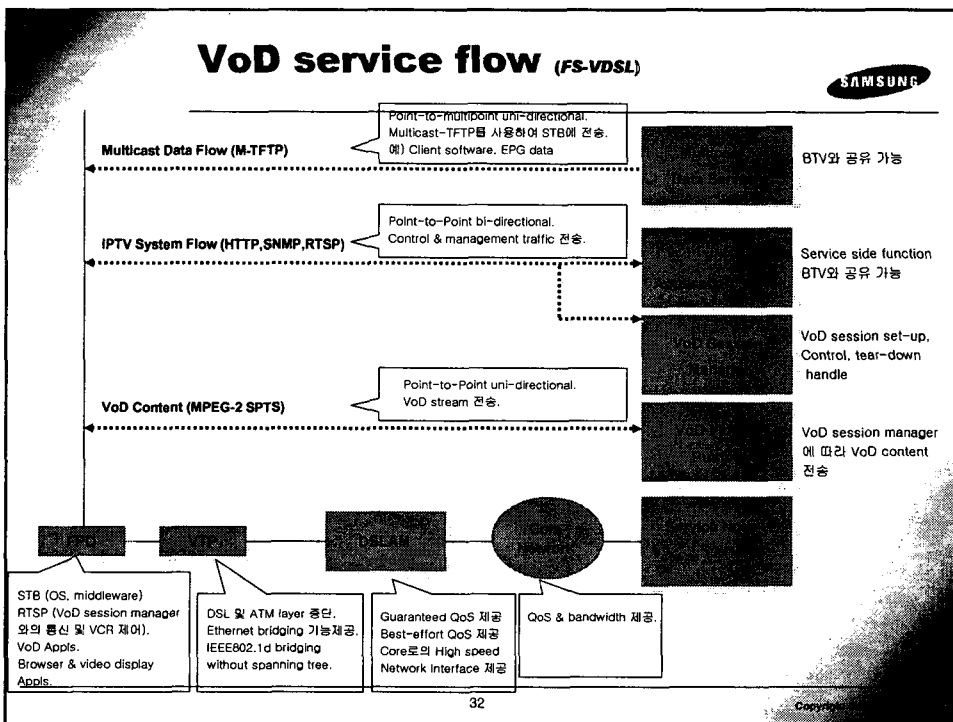 VoD service flow (FS-VDSL)
SAMSUNG
Point-to-multipoint uni-directional.
Multicast-TFTP를 사용하여 STB에 전송.
예) Client software. EPG data
Multicast Data Flow (M-TFTP)
BTV와 공유 가능
Point-to-Point bi-directional.
Control & management traffic 전송.
IPTV System Flow (HTTP,SNMP,RTSP)
Service side function
BTV와 공유 가능
VoD session set-up,
Control, tear-down
handle
Point-to-Point uni-directional.
VoD stream 전송.
VoD Content (MPEG-2 SPTS)
VoD session manager
에 따라 VoD content
전송
FPD
VTP
DSLAM
Core
Network
STB (OS, middleware)
RTSP (VoD session manager
와의 통신 및 VCR 제어).
VoD Appls.
Browser & video display
Appls.
DSL 및 ATM layer 종단.
Ethernet bridging 기능제공.
IEEE802.1d bridging
without spanning tree.
Guaranteed QoS 제공
Best-effort QoS 제공
Core로의 High speed
Network Interface 제공
QoS & bandwidth 제공.
32